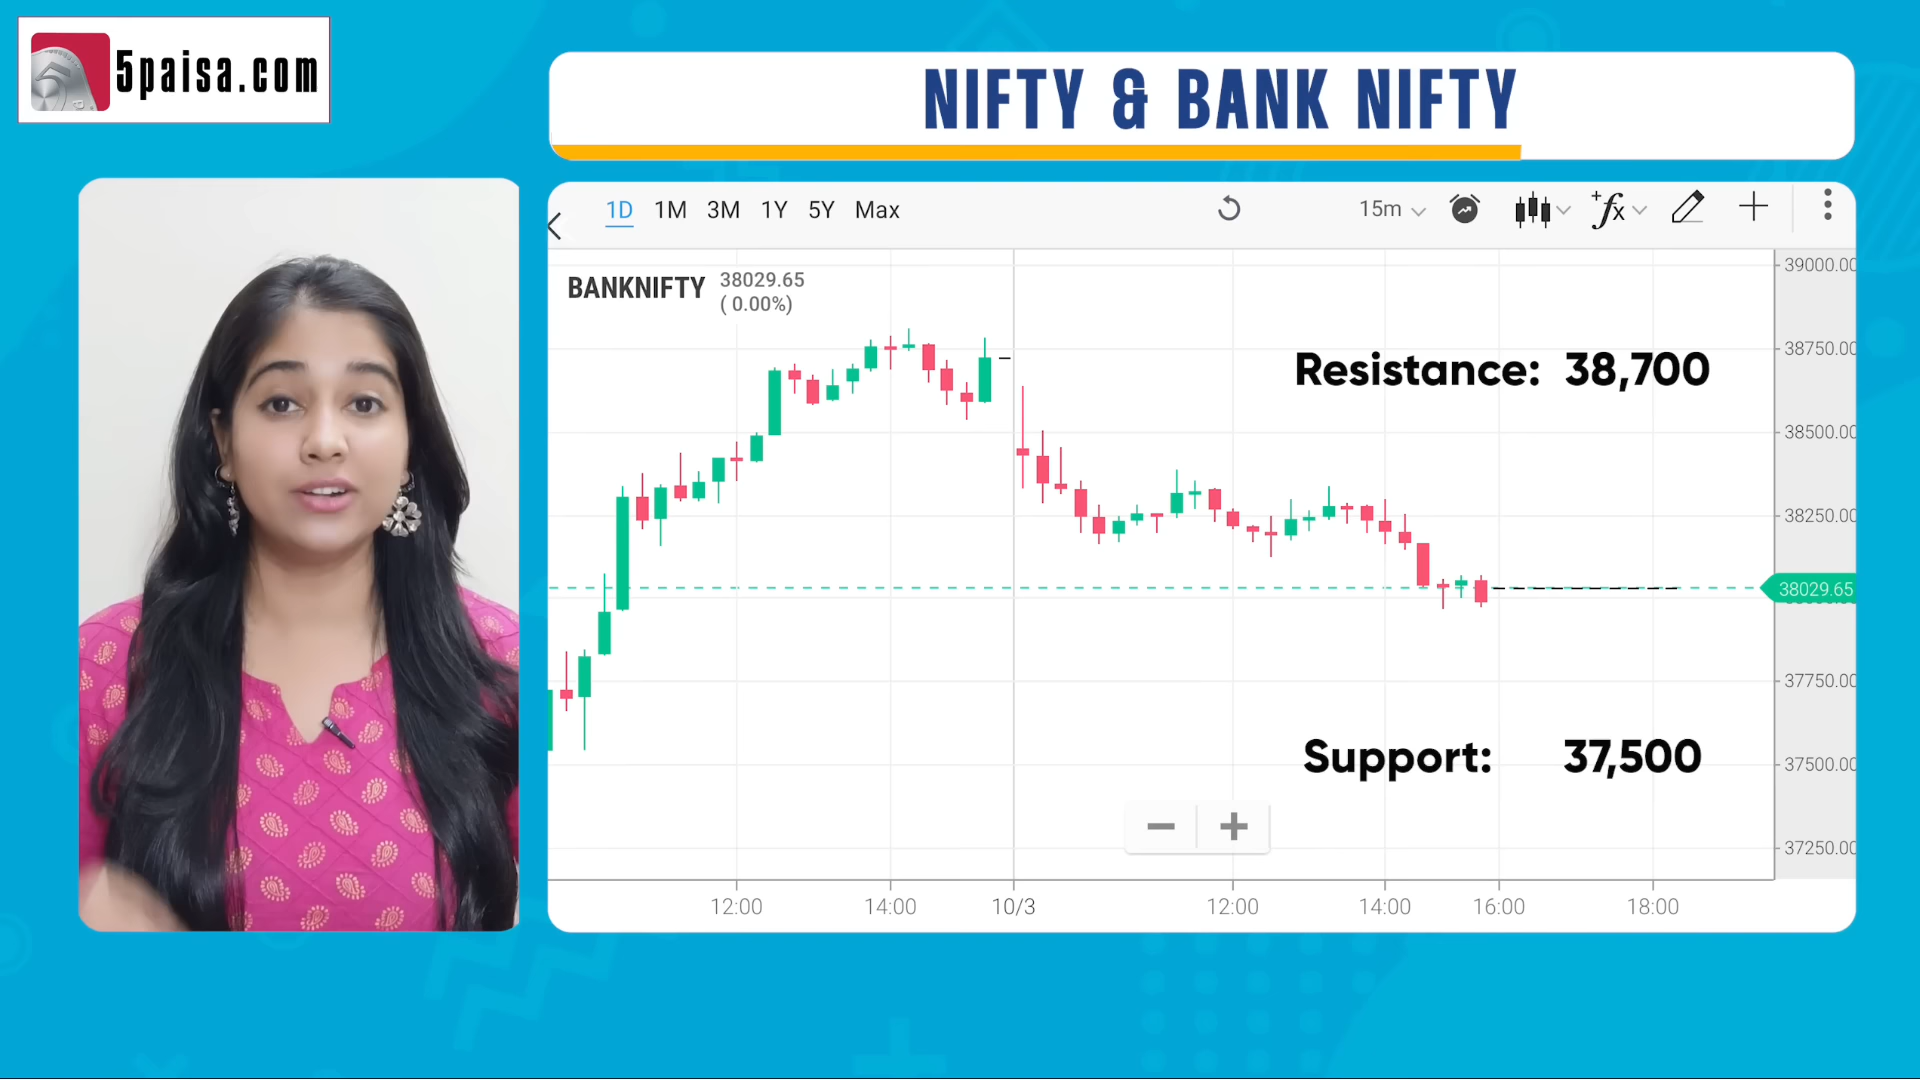 5paisa.com
NIFTY & BANK NIFTY
1D 1M 3M 1Y 5Y Max 15m +fx
BANKNIFTY 38029.65
( 0.00%)
39000.00
38750.00
Resistance: 38,700
38500.00
38250.00
38029.65
37750.00
Support: 37,500
37500.00
37250.00
12:00 14:00 10/3 12:00 14:00 16:00 18:00